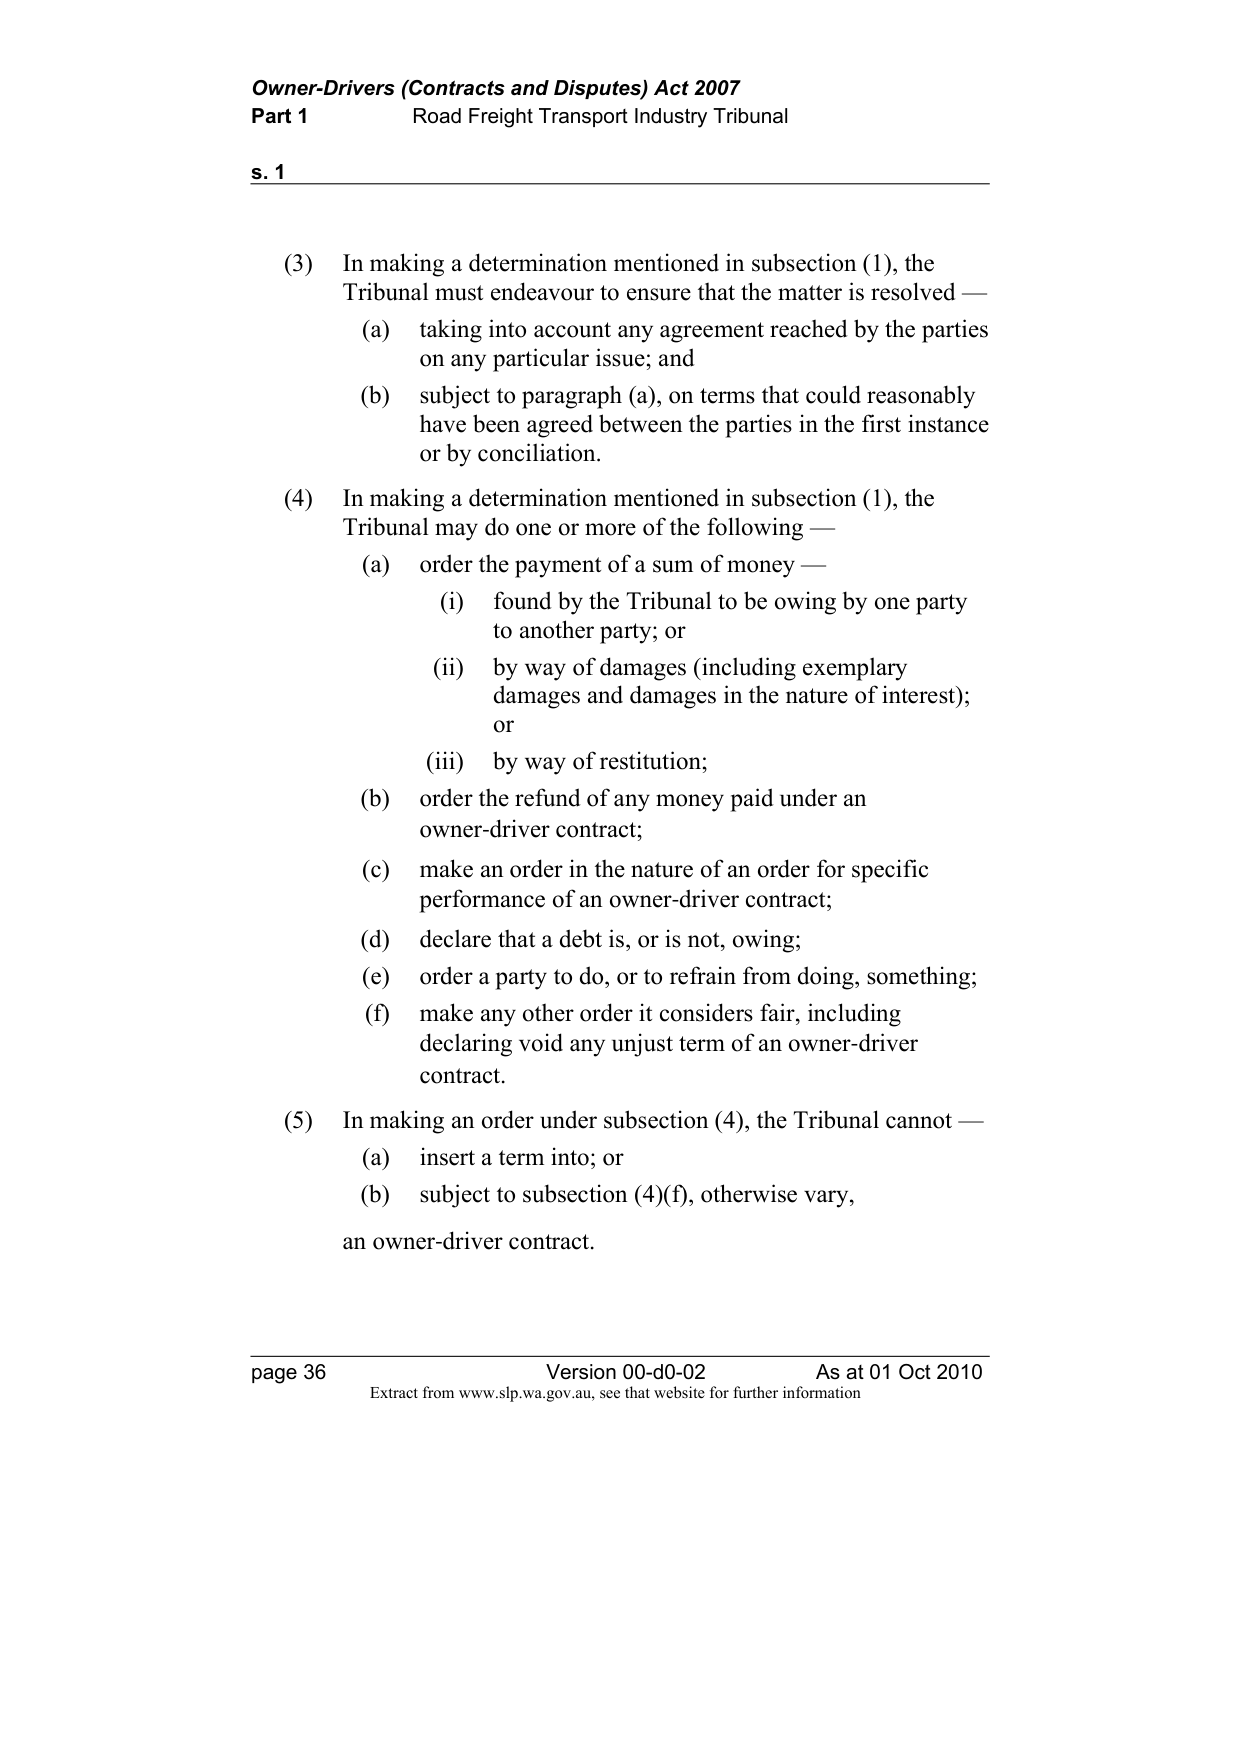 Owner-Drivers (Contracts and Disputes) Act 2007
Part 1 Road Freight Transport Industry Tribunal
s. 1
(3) In making a determination mentioned in subsection (1), the
Tribunal must endeavour to ensure that the matter is resolved —
(a) taking into account any agreement reached by the parties
on any particular issue; and
(b) subject to paragraph (a), on terms that could reasonably
have been agreed between the parties in the first instance
or by conciliation.
(4) In making a determination mentioned in subsection (1), the
Tribunal may do one or more of the following —
(a) order the payment of a sum of money —
(i) found by the Tribunal to be owing by one party
to another party; or
(ii) by way of damages (including exemplary
damages and damages in the nature of interest);
or
(iii) by way of restitution;
(b) order the refund of any money paid under an
owner-driver contract;
(c) make an order in the nature of an order for specific
performance of an owner-driver contract;
(d) declare that a debt is, or is not, owing;
(e) order a party to do, or to refrain from doing, something;
(f) make any other order it considers fair, including
declaring void any unjust term of an owner-driver
contract.
(5) In making an order under subsection (4), the Tribunal cannot —
(a) insert a term into; or
(b) subject to subsection (4)(f), otherwise vary,
an owner-driver contract.
page 36 Version 00-d0-02 As at 01 Oct 2010
Extract from www.slp.wa.gov.au, see that website for further information